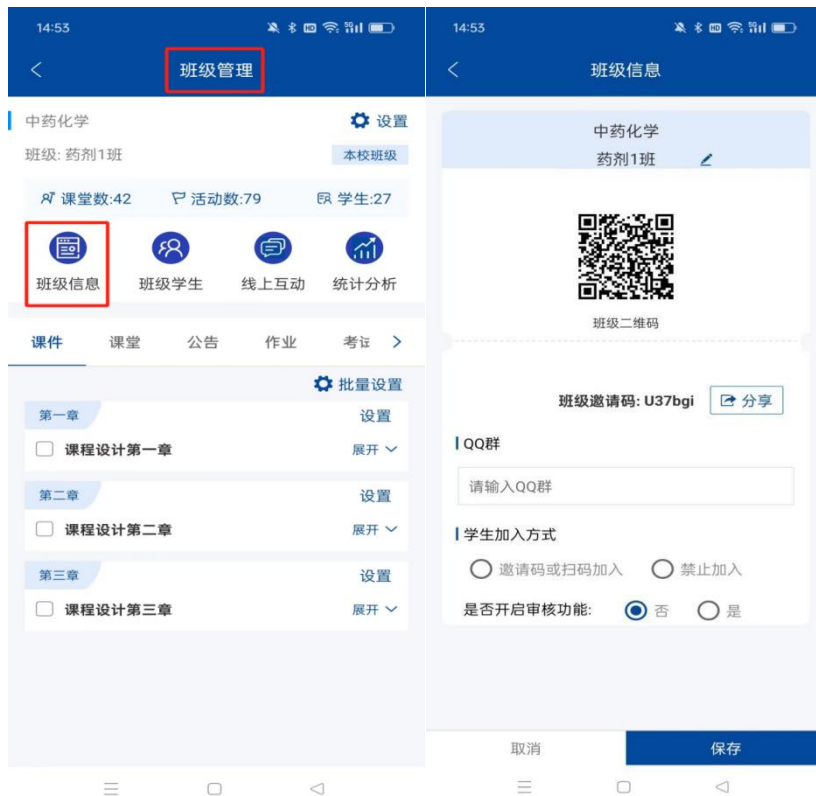 14:53
班级管理
中药化学
设置
班级: 药剂1班
本校班级
课堂数:42 活动数:79 学生:27
班级信息 班级学生 线上互动 统计分析
课件 课堂 公告 作业 考证
批量设置
第一章 设置
课程设计第一章 展开
第二章 设置
课程设计第二章 展开
第三章 设置
课程设计第三章 展开
14:53
班级信息
中药化学
药剂1班
班级二维码
班级邀请码: U37bgi 分享
QQ群
请输入QQ群
学生加入方式
邀请码或扫码加入 禁止加入
是否开启审核功能: 否 是
取消 保存